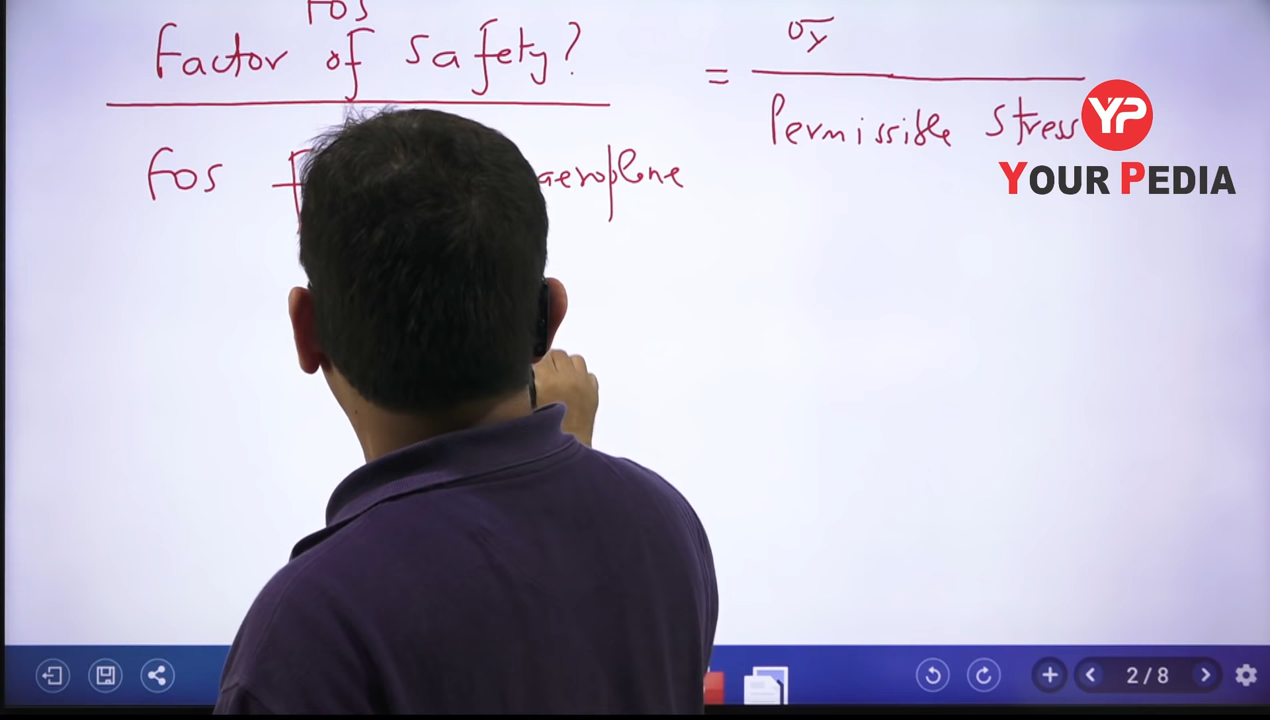 FOS
Factor of Safety?
= σy
Permissible Stress
FOS aeroplane
YP
YOUR PEDIA
2/8